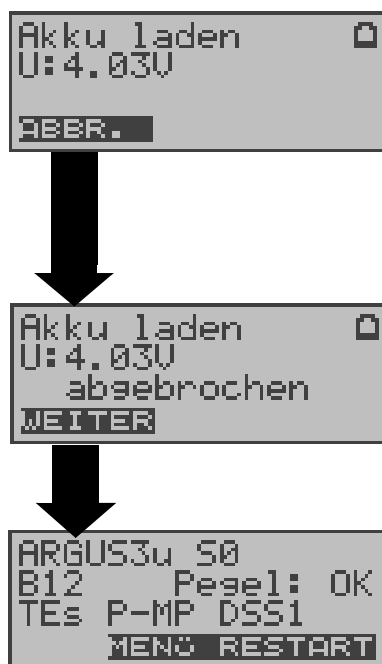 Akku laden
U:4.03V
ABBR.
Akku laden
U:4.03V
abgebrochen
WEITER
ARGUS3u S0
B12 Pegel: OK
TEs P-MP DSS1
MENÜ RESTART